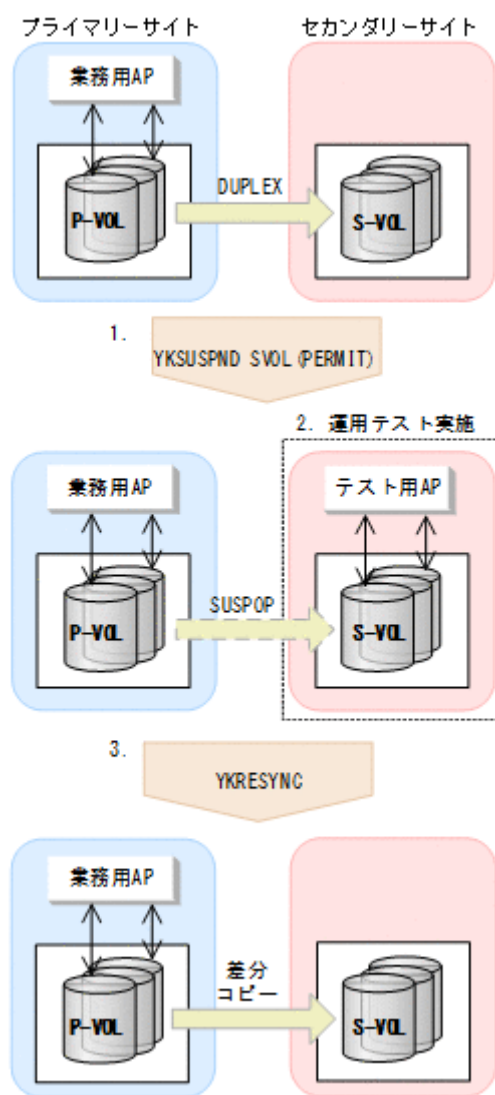 プライマリーサイト
セカンダリーサイト
業務用AP
P-VOL
DUPLEX
S-VOL
1.
YKSUSPND SVOL(PERMIT)
2. 運用テスト実施
業務用AP
テスト用AP
P-VOL
SUSPOP
S-VOL
3.
YKRESYNC
業務用AP
P-VOL
差分
コピー
S-VOL